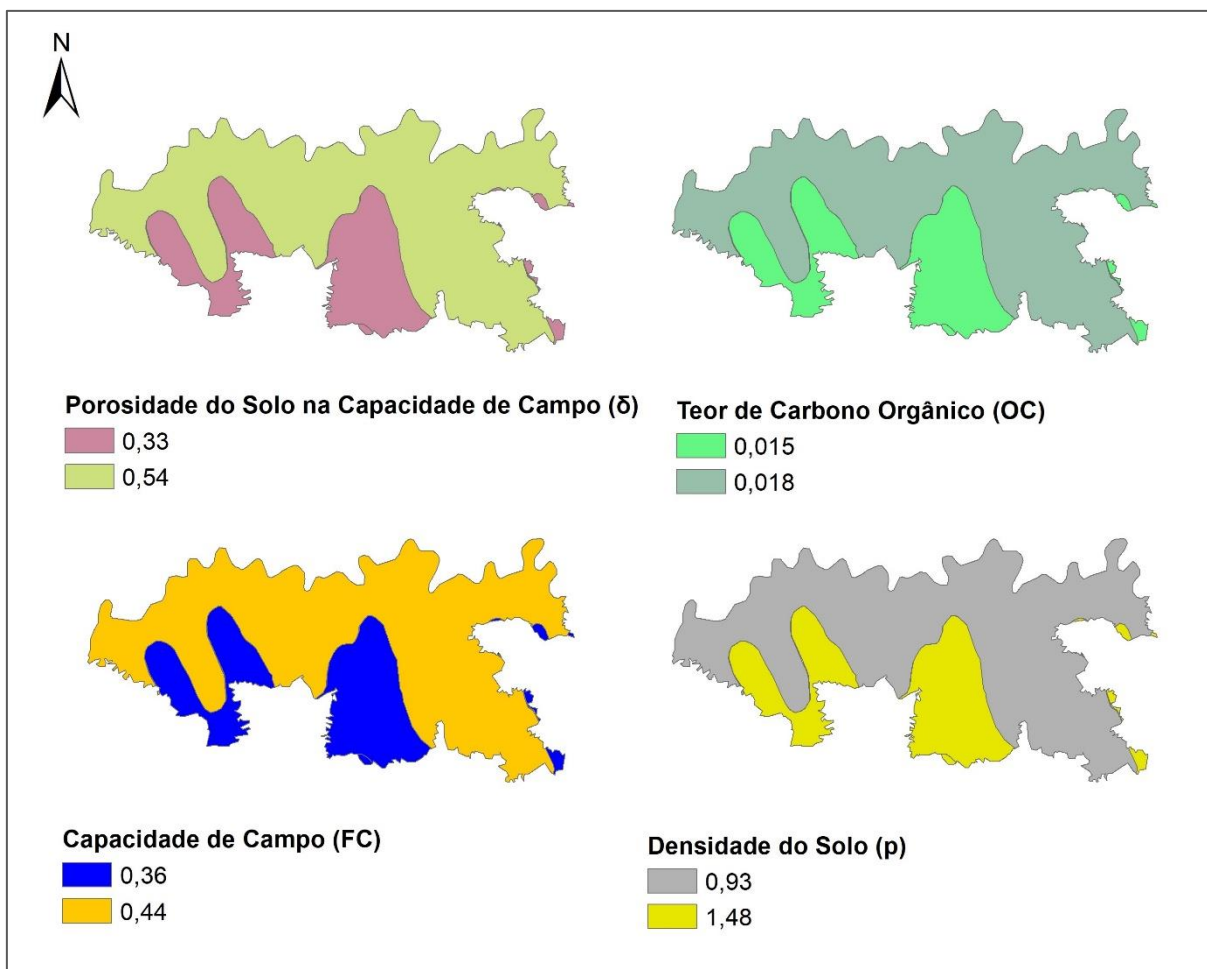 N
Porosidade do Solo na Capacidade de Campo (δ)
0,33
0,54
Teor de Carbono Orgânico (OC)
0,015
0,018
Capacidade de Campo (FC)
0,36
0,44
Densidade do Solo (p)
0,93
1,48